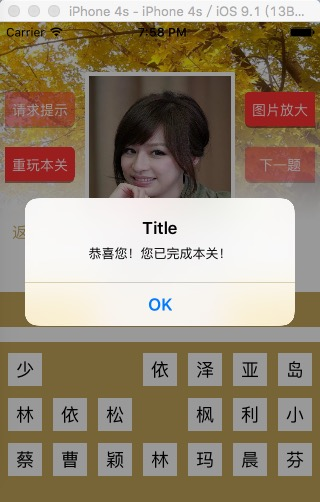 iPhone 4s - iPhone 4s / iOS 9.1 (13B...
Carrier 7:58 PM
请求提示 图片放大
重玩本关 下一题
返
Title
恭喜您！您已完成本关！
OK
少 依 泽 亚 岛
林 依 松 枫 利 小
蔡 曹 颖 林 玛 晨 芬